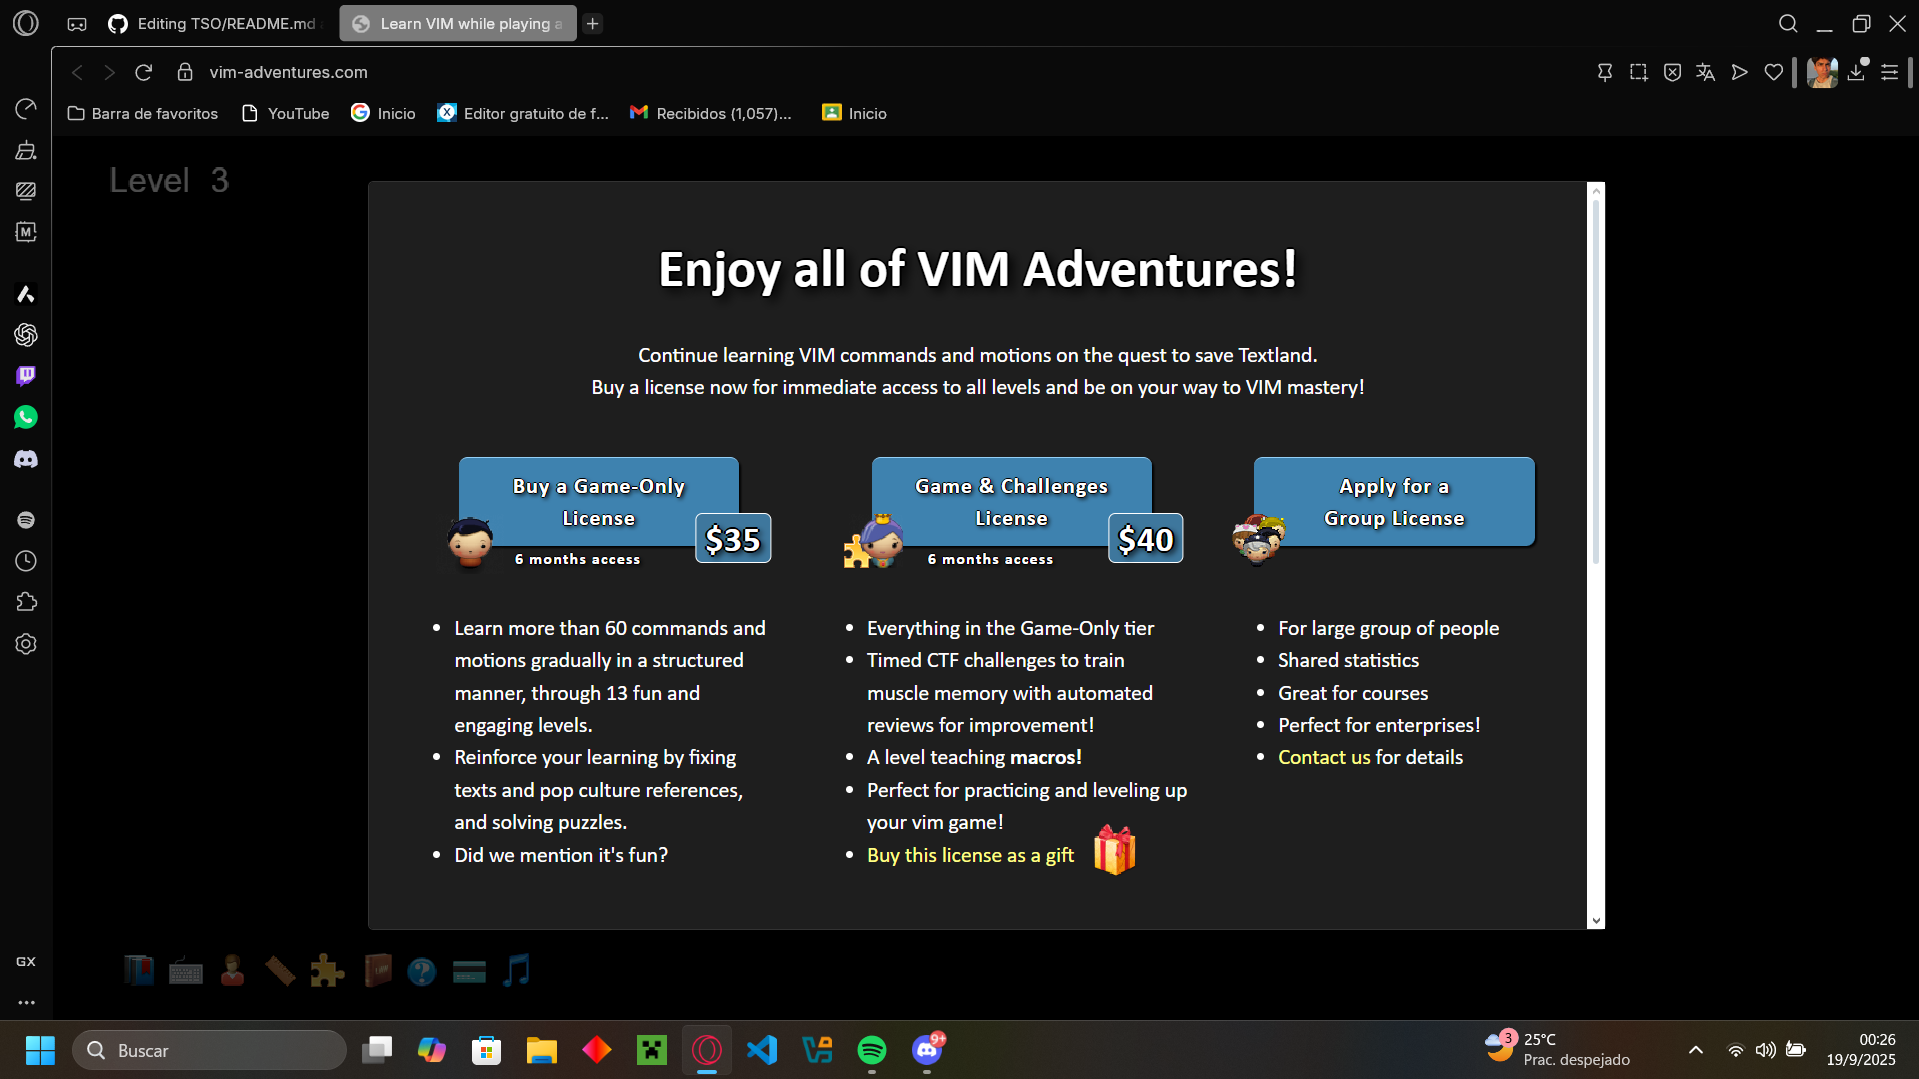 Editing TSO/README.md
Learn VIM while playing a
vim-adventures.com
Barra de favoritos
YouTube
Inicio
Editor gratuito de f...
Recibidos (1,057)...
Inicio
Level 3
Enjoy all of VIM Adventures!
Continue learning VIM commands and motions on the quest to save Textland.
Buy a license now for immediate access to all levels and be on your way to VIM mastery!
Buy a Game-Only
License
$35
6 months access
Learn more than 60 commands and
motions gradually in a structured
manner, through 13 fun and
engaging levels.
Reinforce your learning by fixing
texts and pop culture references,
and solving puzzles.
Did we mention it's fun?
Game & Challenges
License
$40
6 months access
Everything in the Game-Only tier
Timed CTF challenges to train
muscle memory with automated
reviews for improvement!
A level teaching macros!
Perfect for practicing and leveling up
your vim game!
Buy this license as a gift
Apply for a
Group License
For large group of people
Shared statistics
Great for courses
Perfect for enterprises!
Contact us for details
GX
Buscar
9+
3
25°C
Prac. despejado
00:26
19/9/2025